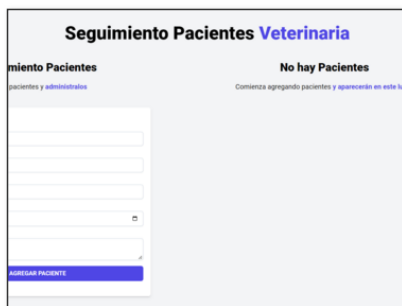 Seguimiento Pacientes Veterinaria
miento Pacientes
pacientes y administralos
AGREGAR PACIENTE
No hay Pacientes
Comienza agregando pacientes y aparecerán en este lu